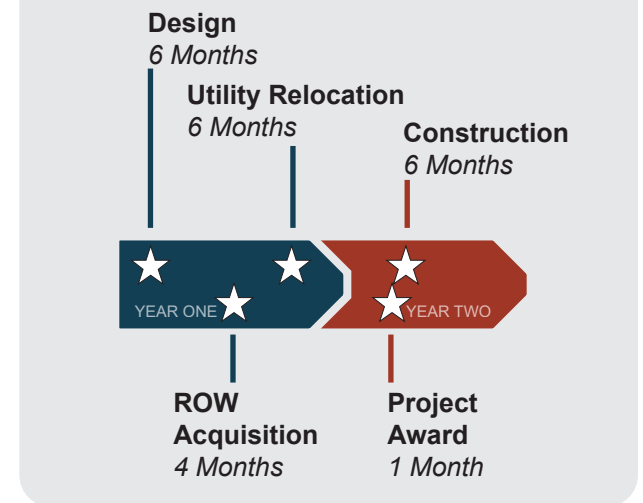 Design
6 Months
Utility Relocation
6 Months
Construction
6 Months
YEAR ONE
YEAR TWO
ROW
Acquisition
4 Months
Project
Award
1 Month